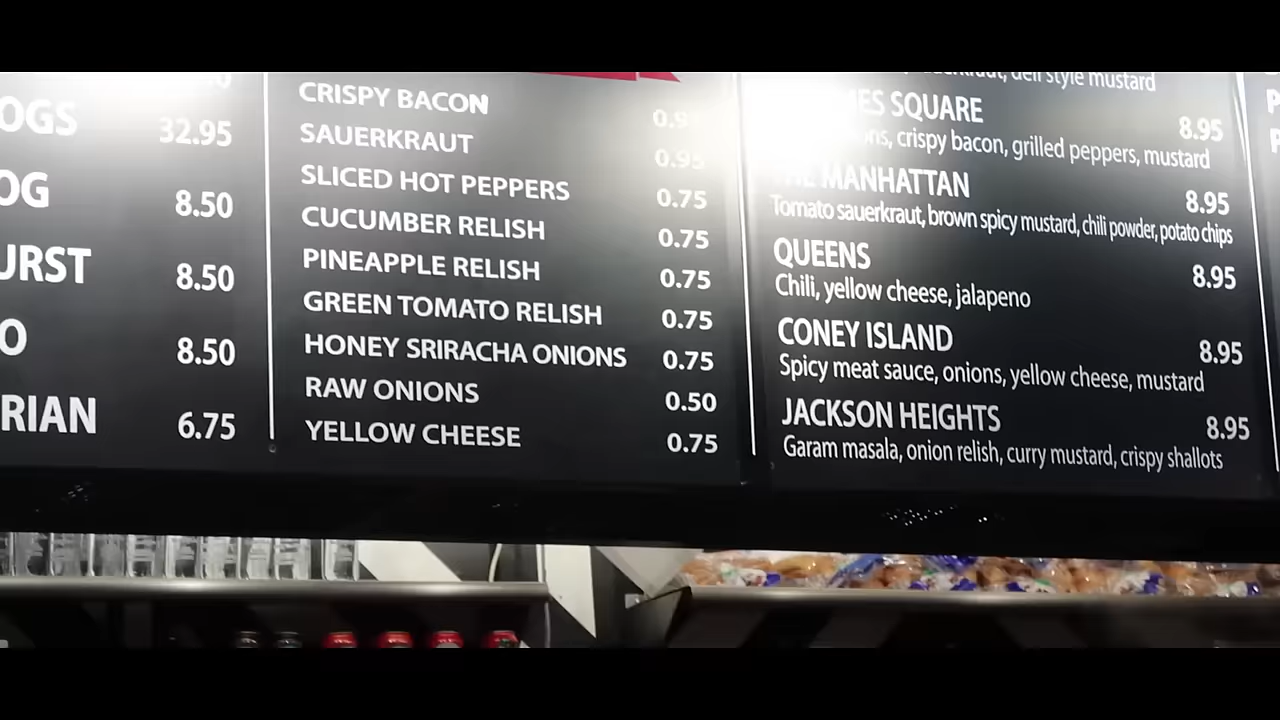 OGS 32.95
OG 8.50
URST 8.50
O 8.50
RIAN 6.75
CRISPY BACON
SAUERKRAUT 0.95
SLICED HOT PEPPERS 0.75
CUCUMBER RELISH 0.75
PINEAPPLE RELISH 0.75
GREEN TOMATO RELISH 0.75
HONEY SRIRACHA ONIONS 0.75
RAW ONIONS 0.50
YELLOW CHEESE 0.75
deli style mustard
SQUARE 8.95
crispy bacon, grilled peppers, mustard
MANHATTAN 8.95
Tomato sauerkraut, brown spicy mustard, chili powder, potato chips
QUEENS 8.95
Chili, yellow cheese, jalapeno
CONEY ISLAND 8.95
Spicy meat sauce, onions, yellow cheese, mustard
JACKSON HEIGHTS 8.95
Garam masala, onion relish, curry mustard, crispy shallots